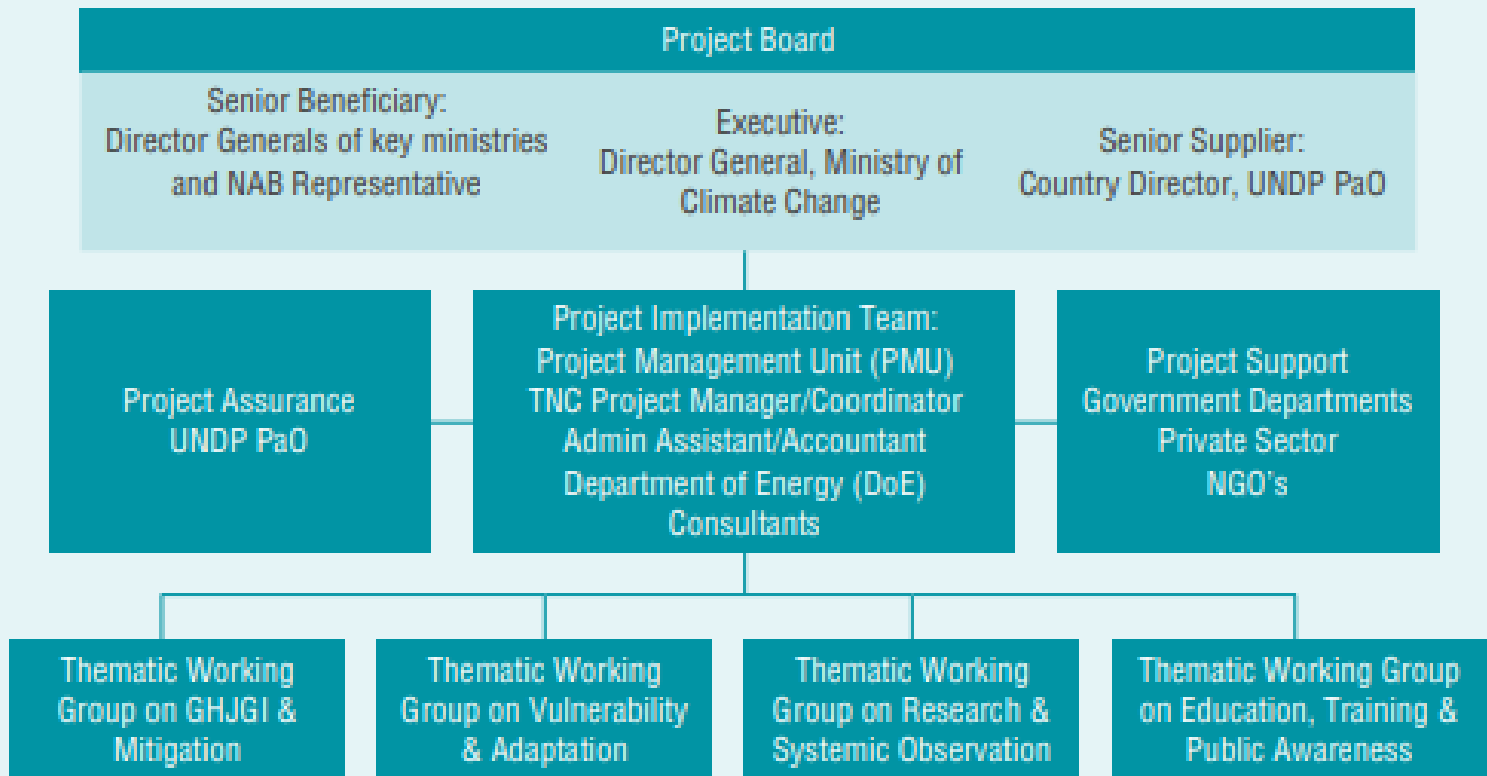 Project Board
Senior Beneficiary:
Director Generals of key ministries
and NAB Representative
Executive:
Director General, Ministry of
Climate Change
Senior Supplier:
Country Director, UNDP PaO
Project Assurance
UNDP PaO
Project Implementation Team:
Project Management Unit (PMU)
TNC Project Manager/Coordinator
Admin Assistant/Accountant
Department of Energy (DoE)
Consultants
Project Support
Government Departments
Private Sector
NGO's
Thematic Working
Group on GHJGI &
Mitigation
Thematic Working
Group on Vulnerability
& Adaptation
Thematic Working
Group on Research &
Systemic Observation
Thematic Working Group
on Education, Training &
Public Awareness